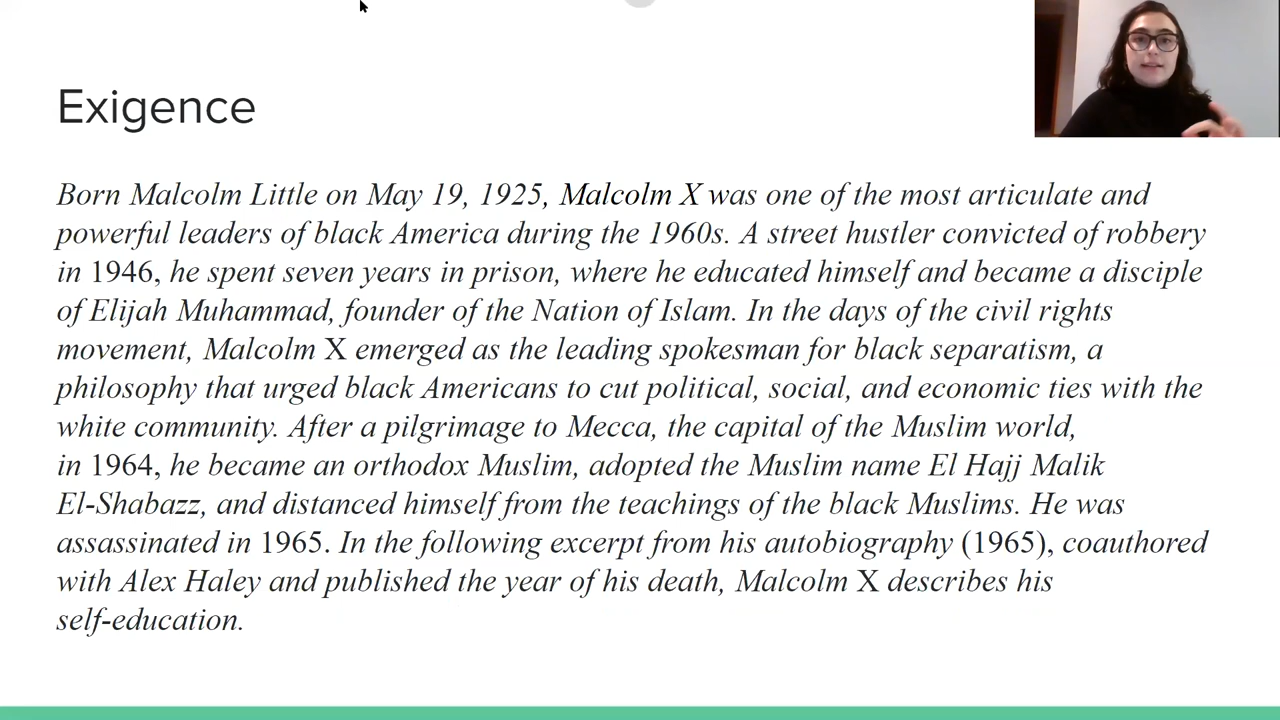 Exigence
Born Malcolm Little on May 19, 1925, Malcolm X was one of the most articulate and
powerful leaders of black America during the 1960s. A street hustler convicted of robbery
in 1946, he spent seven years in prison, where he educated himself and became a disciple
of Elijah Muhammad, founder of the Nation of Islam. In the days of the civil rights
movement, Malcolm X emerged as the leading spokesman for black separatism, a
philosophy that urged black Americans to cut political, social, and economic ties with the
white community. After a pilgrimage to Mecca, the capital of the Muslim world,
in 1964, he became an orthodox Muslim, adopted the Muslim name El Hajj Malik
El-Shabazz, and distanced himself from the teachings of the black Muslims. He was
assassinated in 1965. In the following excerpt from his autobiography (1965), coauthored
with Alex Haley and published the year of his death, Malcolm X describes his
self-education.